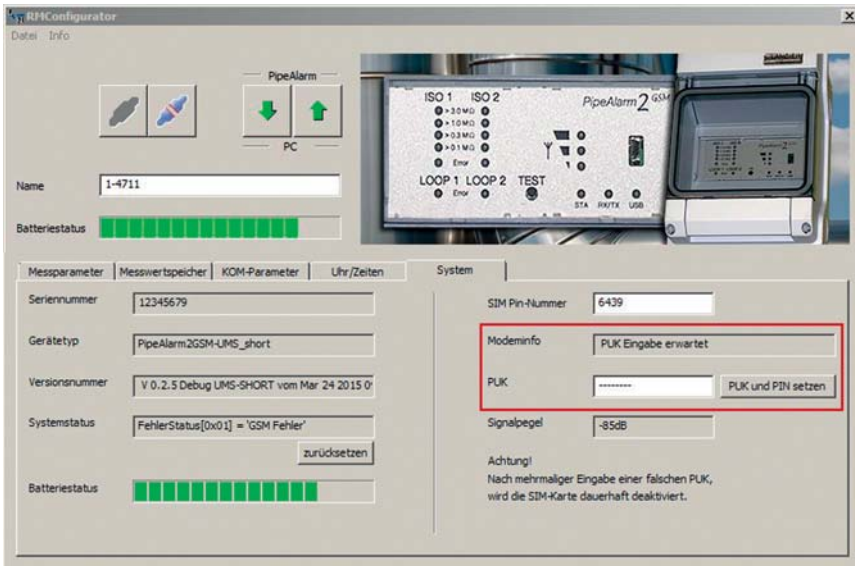 RMConfigurator
Datei Info
PipeAlarm
PC
Name 1-4711
Batteriestatus
ISO 1 ISO 2
PipeAlarm 2 GSM
> 3.0 MΩ
> 1.0 MΩ
> 0.3 MΩ
> 0.1 MΩ
Error
LOOP 1 LOOP 2 TEST
Error
STA RX/TX USB
Messparameter Messwertspeicher KOM-Parameter Uhr/Zeiten System
Seriennummer 12345679
Gerätetyp PipeAlarm2GSM-UMS_short
Versionsnummer V 0.2.5 Debug UMS-SHORT vom Mar 24 2015
Systemstatus FehlerStatus[0x01] = 'GSM Fehler'
zurücksetzen
Batteriestatus
SIM Pin-Nummer 6439
Modeminfo PUK Eingabe erwartet
PUK -------- PUK und PIN setzen
Signalpegel -85dB
Achtung!
Nach mehrmaliger Eingabe einer falschen PUK,
wird die SIM-Karte dauerhaft deaktiviert.